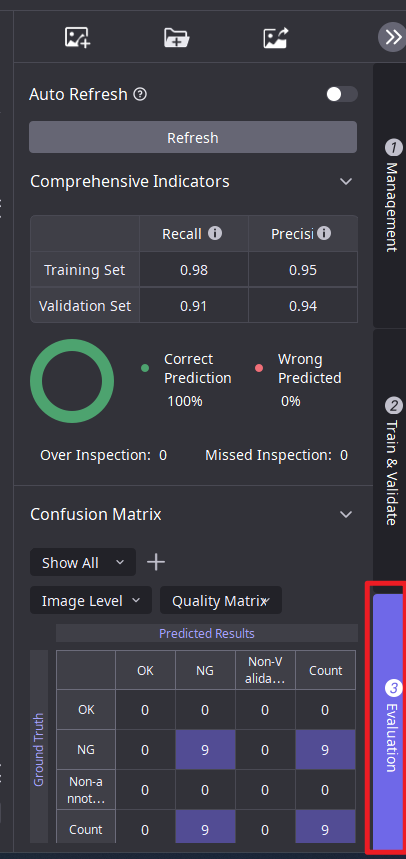 Auto Refresh
Refresh
Comprehensive Indicators
Recall Precisi
Training Set 0.98 0.95
Validation Set 0.91 0.94
Correct Prediction 100%
Wrong Predicted 0%
Over Inspection: 0 Missed Inspection: 0
Confusion Matrix
Show All
Image Level Quality Matrix
Predicted Results
Ground Truth
OK NG Non-V alida... Count
OK 0 0 0 0
NG 0 9 0 9
Non-a nnot... 0 0 0 0
Count 0 9 0 9
1 Management
2 Train & Validate
3 Evaluation